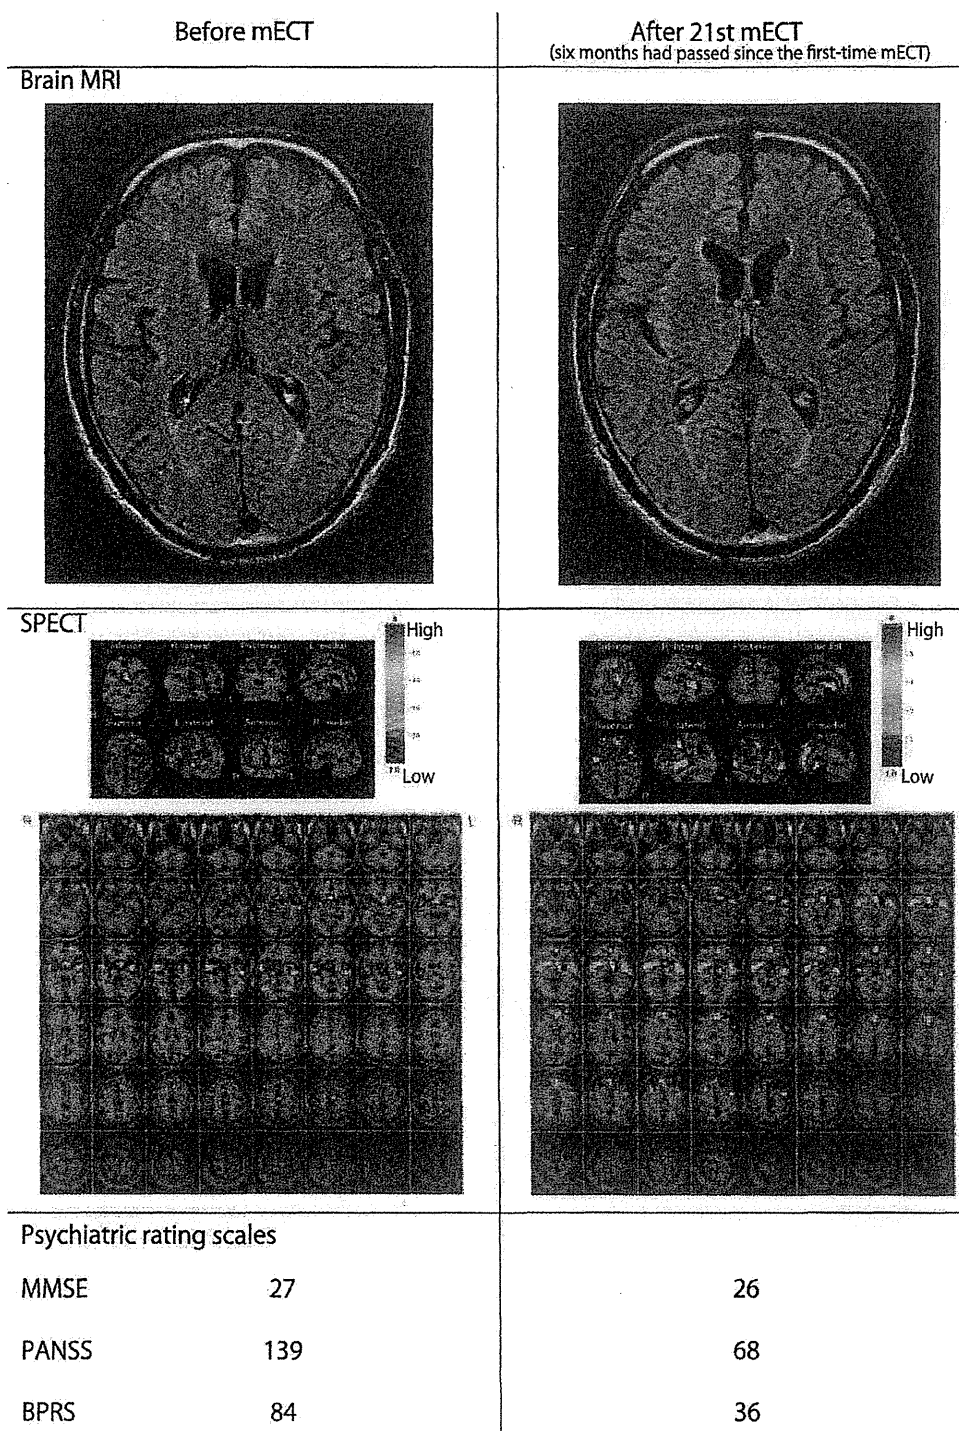 Before mECT
After 21st mECT
(six months had passed since the first-time mECT)
Brain MRI
SPECT
High
Low
High
Low
R
L
R
Psychiatric rating scales
MMSE 27 26
PANSS 139 68
BPRS 84 36